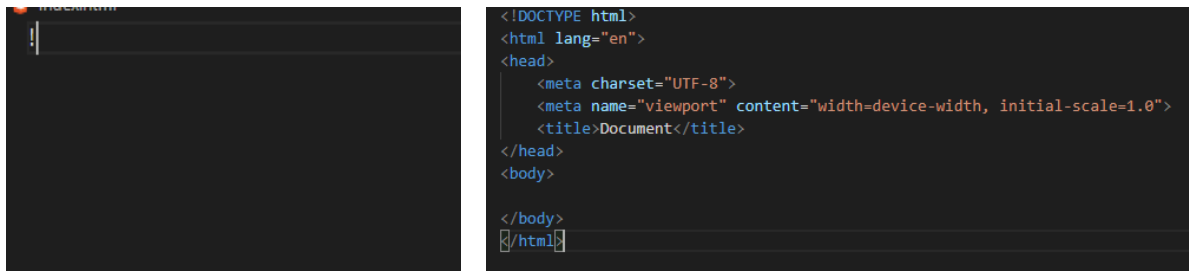 !
<!DOCTYPE html>
<html lang="en">
<head>
    <meta charset="UTF-8">
    <meta name="viewport" content="width=device-width, initial-scale=1.0">
    <title>Document</title>
</head>
<body>

</body>
</html>